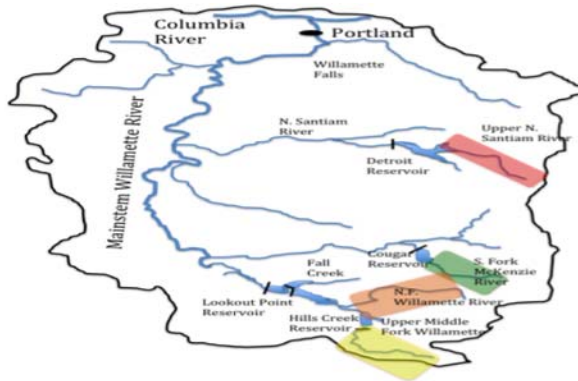 Columbia
River
Portland
Willamette
Falls
Mainstem Willamette River
N. Santiam
River
Upper N.
Santiam River
Detroit
Reservoir
Cougar
Reservoir
S. Fork
McKenzie
River
Fall
Creek
N.F.
Willamette River
Lookout Point
Reservoir
Hills Creek
Reservoir
Upper Middle
Fork Willamette